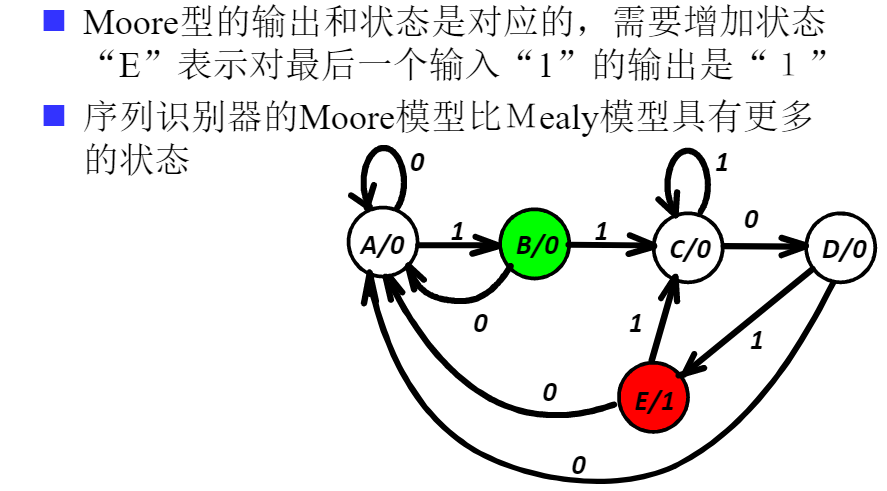 Moore型的输出和状态是对应的，需要增加状态
“E”表示对最后一个输入“1”的输出是“１”
序列识别器的Moore模型比Ｍealy模型具有更多
的状态
0
1
A/0
1
B/0
1
C/0
0
D/0
0
1
1
E/1
0
0